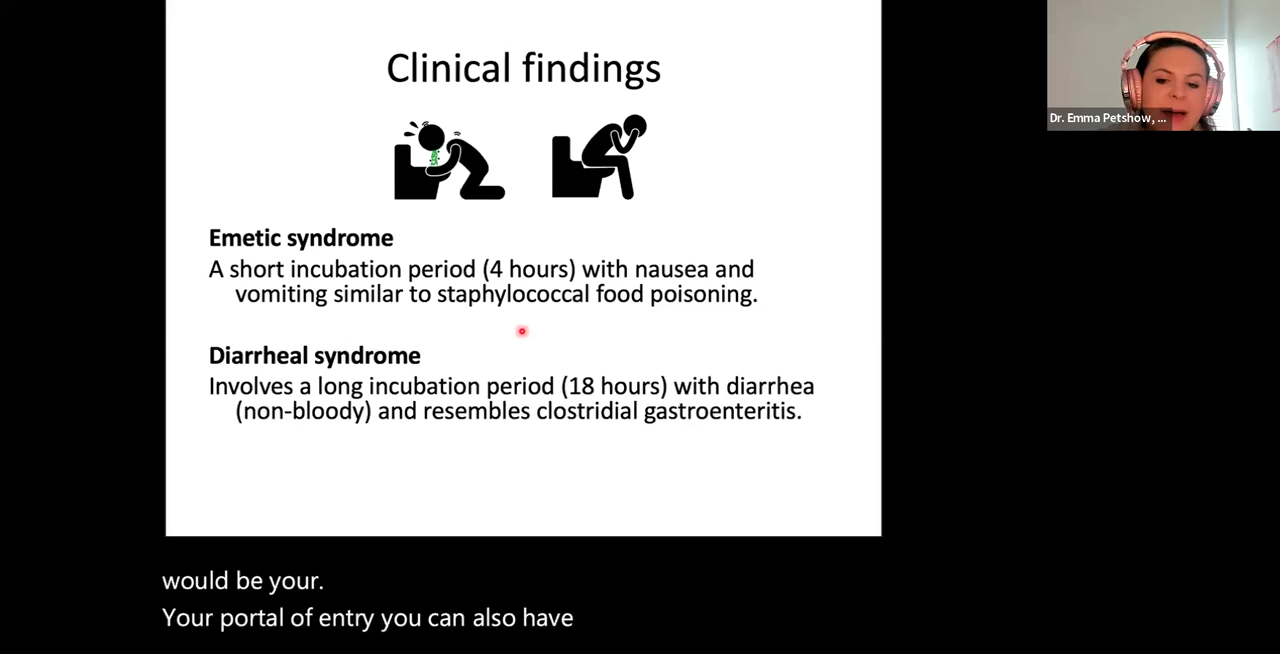 Clinical findings
Dr. Emma Petshow, ...
Emetic syndrome
A short incubation period (4 hours) with nausea and
vomiting similar to staphylococcal food poisoning.
Diarrheal syndrome
Involves a long incubation period (18 hours) with diarrhea
(non-bloody) and resembles clostridial gastroenteritis.
would be your.
Your portal of entry you can also have